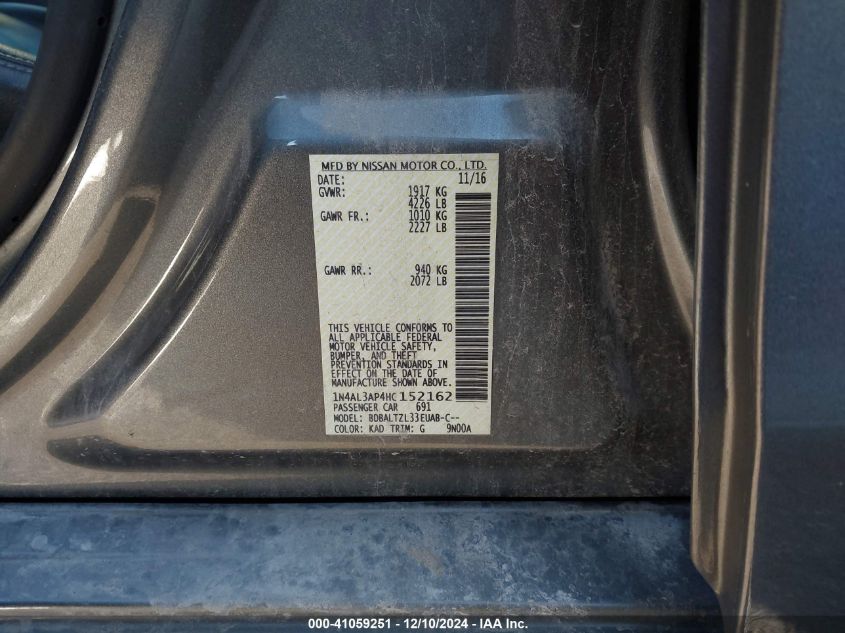 MFD BY NISSAN MOTOR CO., LTD.
DATE: 11/16
GVWR: 1917 KG
4226 LB
GAWR FR.: 1010 KG
2227 LB
GAWR RR.: 940 KG
2072 LB
THIS VEHICLE CONFORMS TO
ALL APPLICABLE FEDERAL
MOTOR VEHICLE SAFETY,
BUMPER, AND THEFT
PREVENTION STANDARDS IN
EFFECT ON THE DATE OF
MANUFACTURE SHOWN ABOVE.
1N4AL3AP4HC152162
PASSENGER CAR 691
MODEL: BDBALTZL33EUAB-C--
COLOR: KAD TRIM: G 9N00A
000-41059251 - 12/10/2024 - IAA Inc.